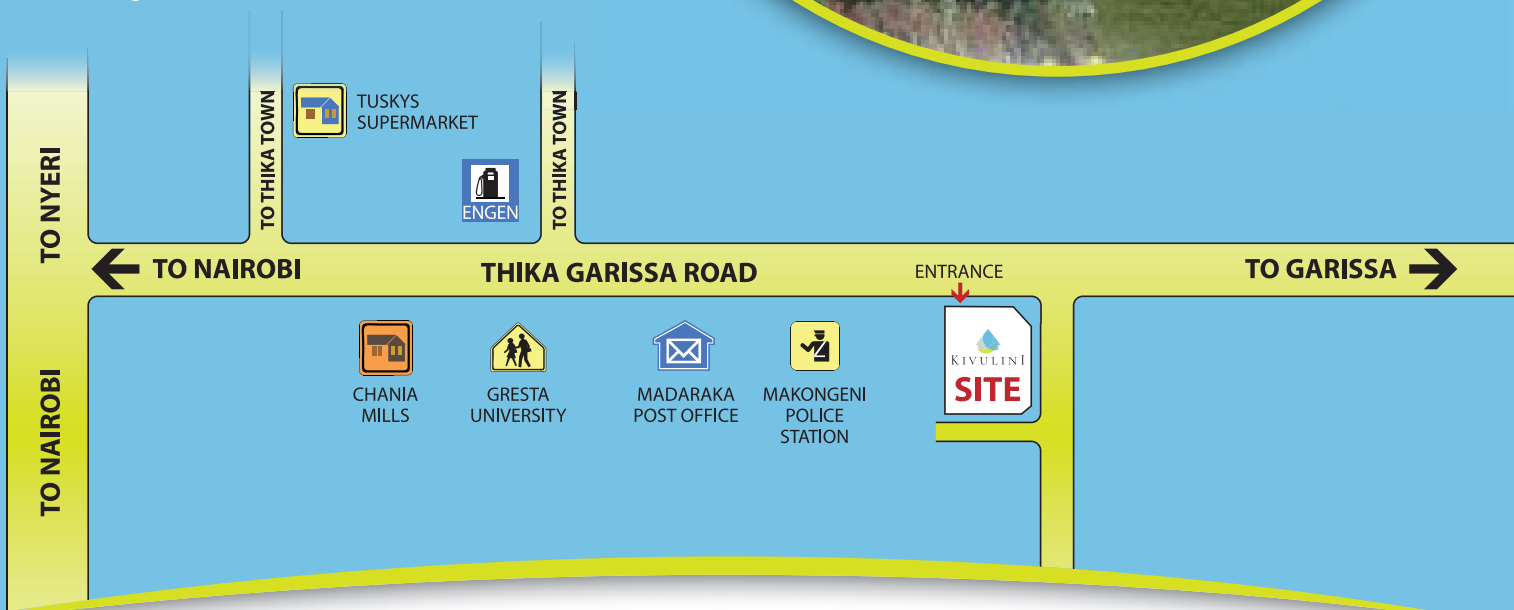 TUSKYS
SUPERMARKET
TO THIKA TOWN
TO THIKA TOWN
TO NYERI
ENGEN
TO NAIROBI
THIKA GARISSA ROAD
ENTRANCE
TO GARISSA
KIVULINI
SITE
CHANIA
MILLS
GRESTA
UNIVERSITY
MADARAKA
POST OFFICE
MAKONGENI
POLICE
STATION
TO NAIROBI